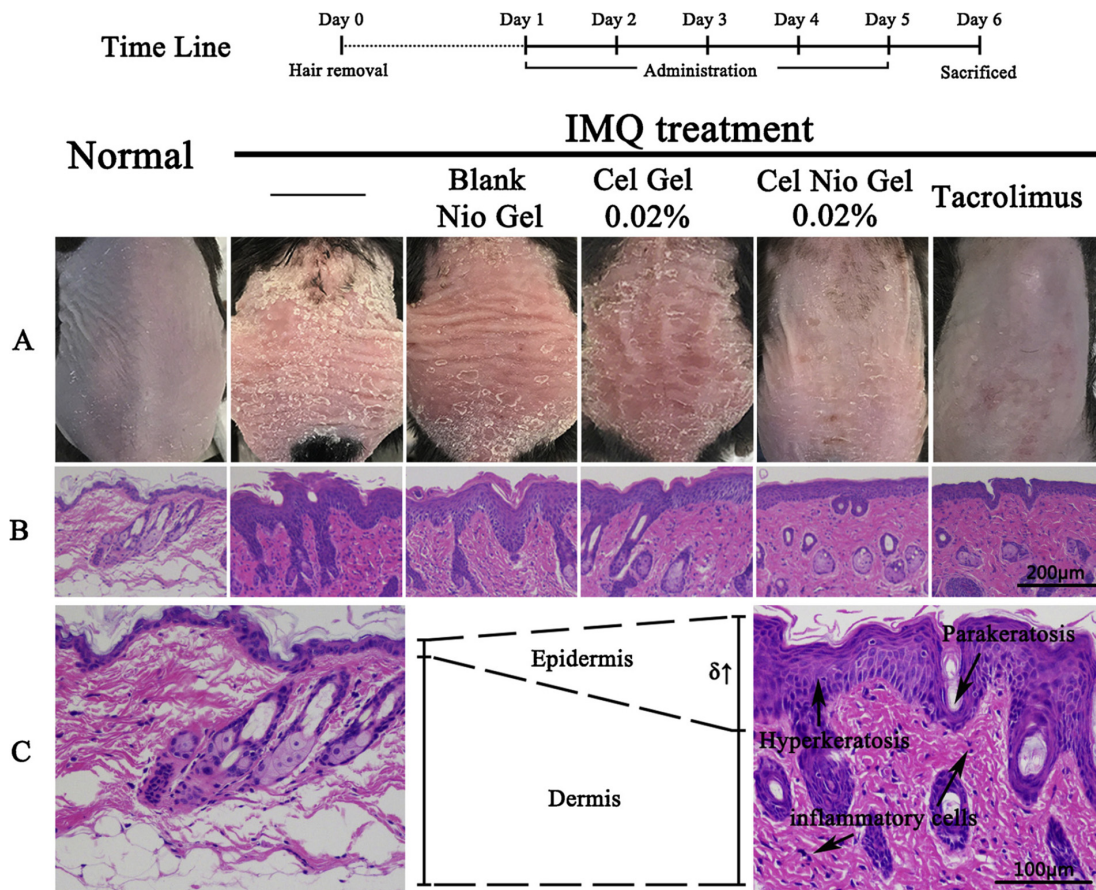 Time Line
Day 0
Day 1
Day 2
Day 3
Day 4
Day 5
Day 6
Hair removal
Administration
Sacrificed
Normal
IMQ treatment
Blank
Nio Gel
Cel Gel
0.02%
Cel Nio Gel
0.02%
Tacrolimus
A
B
200μm
C
Epidermis
δ↑
Dermis
Parakeratosis
Hyperkeratosis
inflammatory cells
100μm